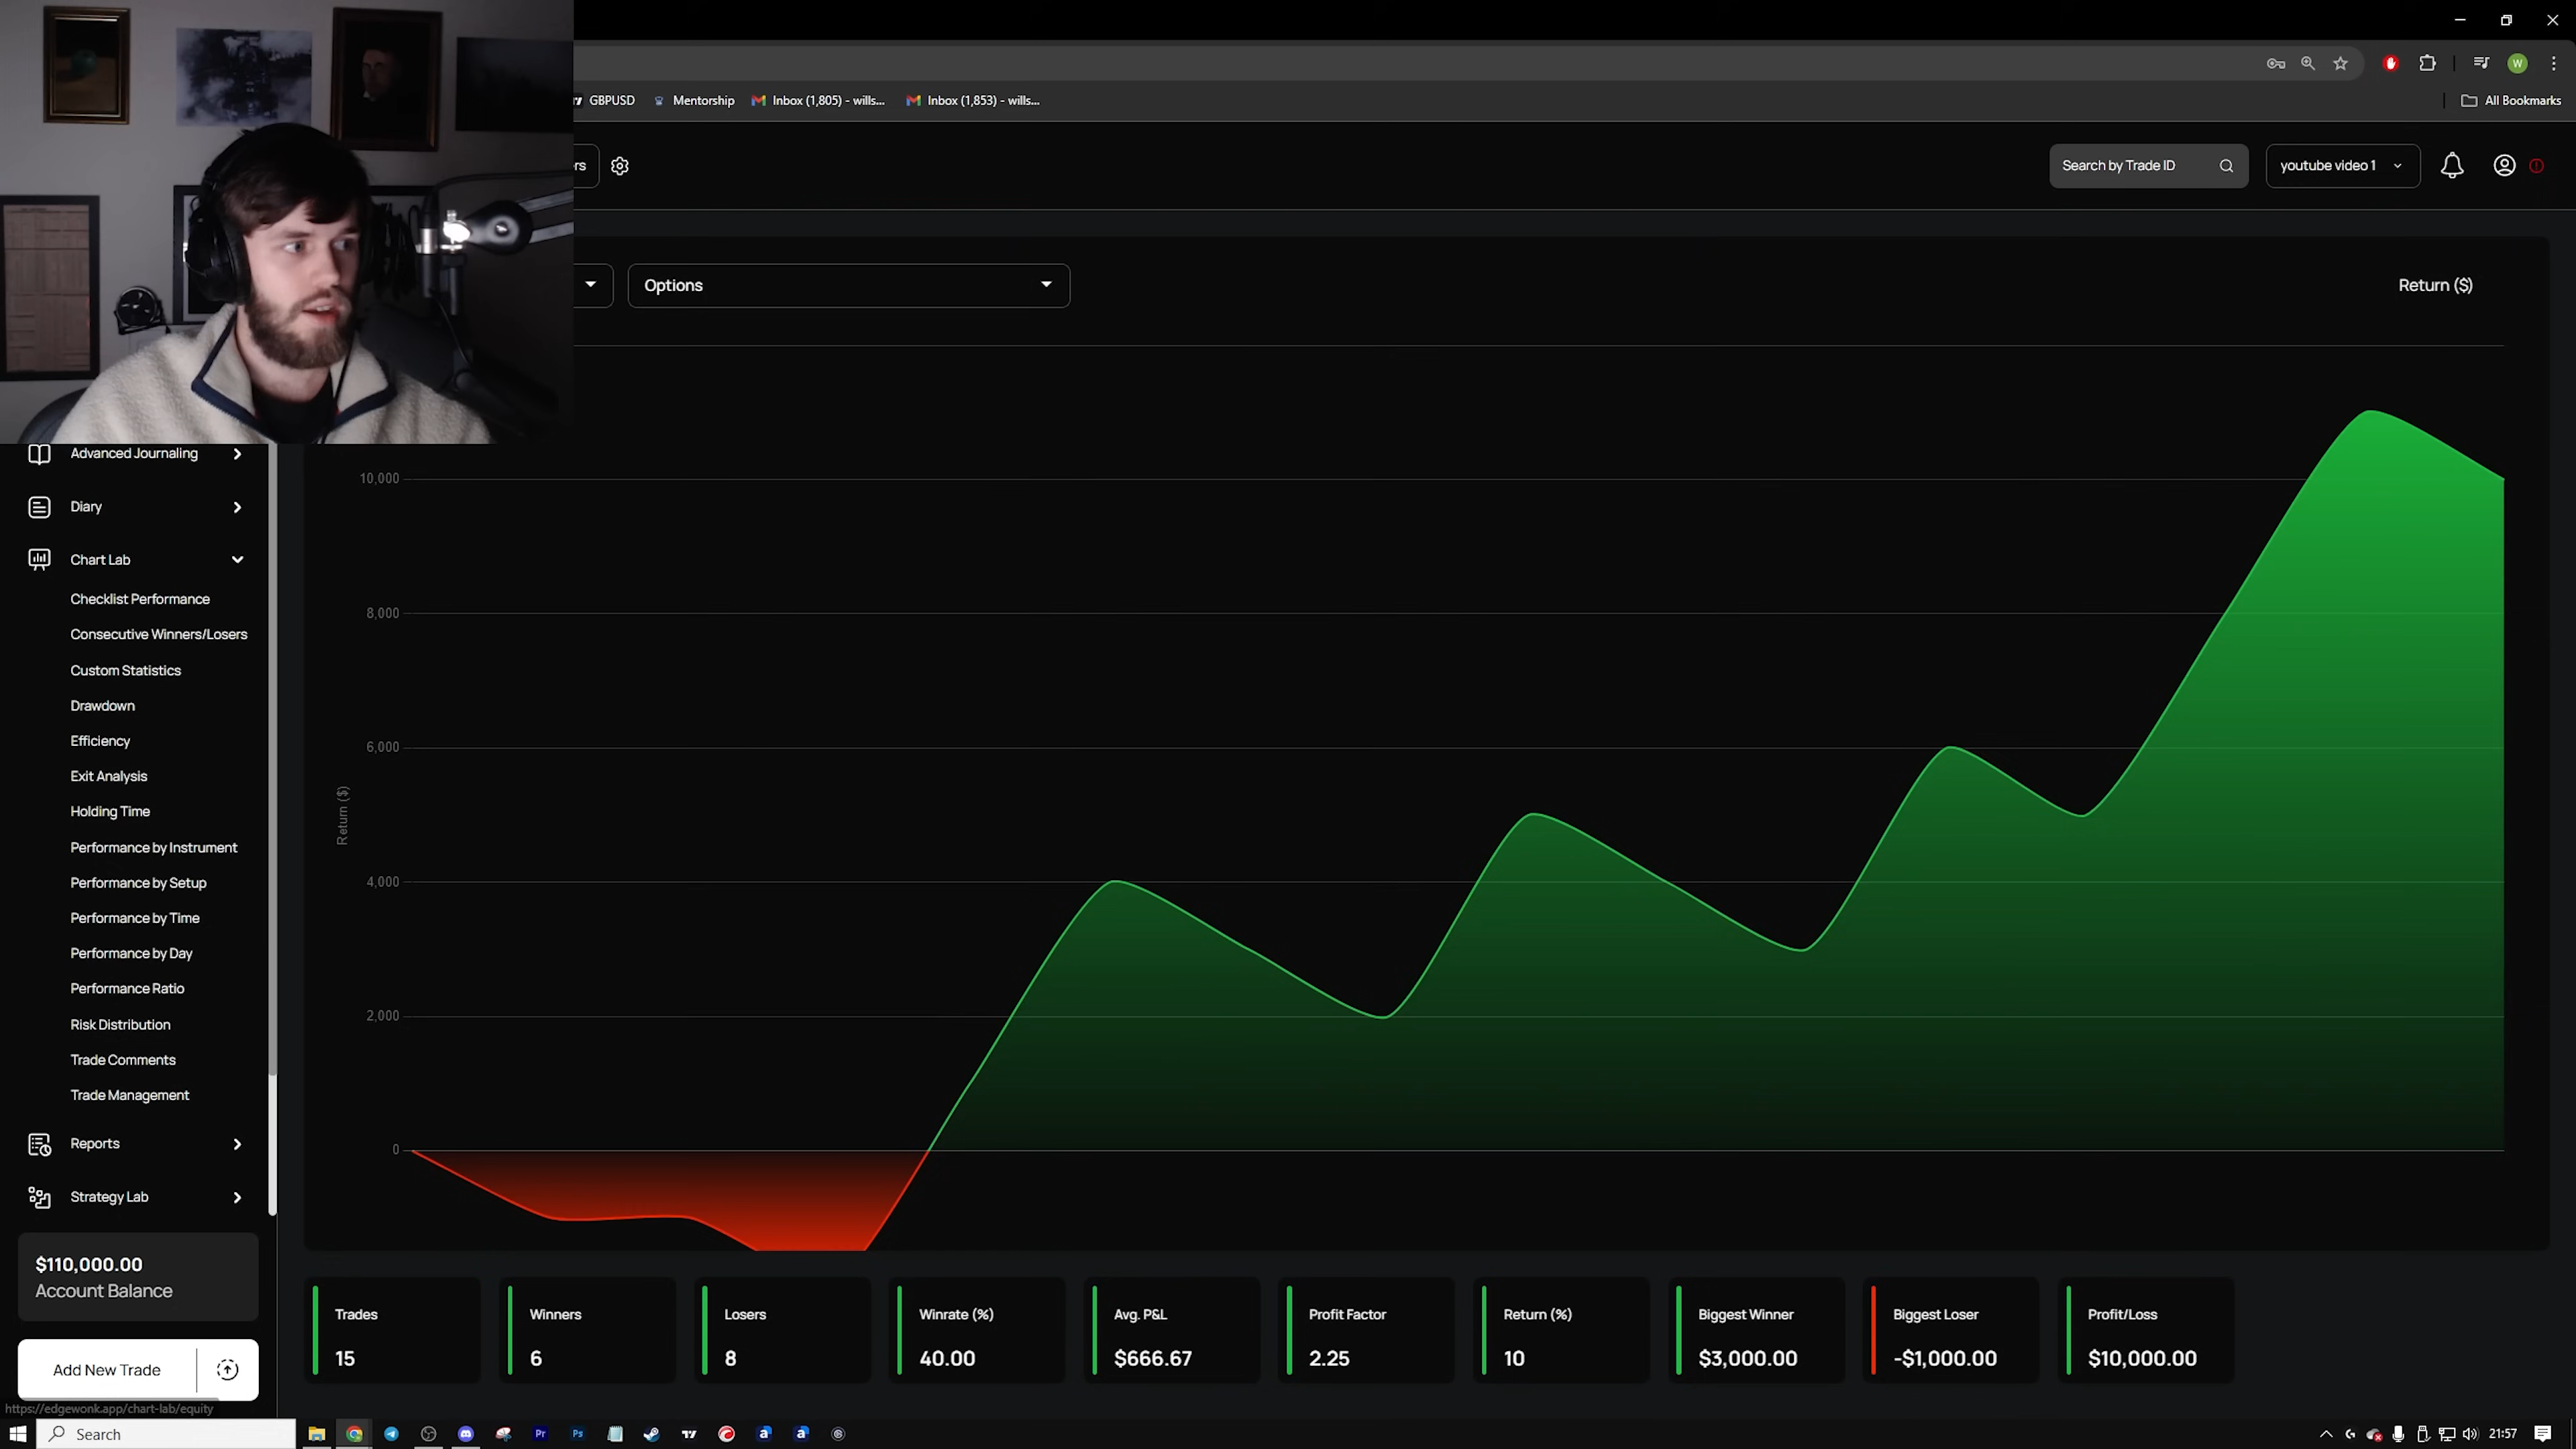 GBPUSD
Mentorship
Inbox (1,805) - wills...
Inbox (1,853) - wills...
All Bookmarks
W
rs
Search by Trade ID
youtube video 1
Options
Return ($)
Advanced Journaling
Diary
Chart Lab
Checklist Performance
Consecutive Winners/Losers
Custom Statistics
Drawdown
Efficiency
Exit Analysis
Holding Time
Performance by Instrument
Performance by Setup
Performance by Time
Performance by Day
Performance Ratio
Risk Distribution
Trade Comments
Trade Management
Reports
Strategy Lab
$110,000.00
Account Balance
Add New Trade
10,000
8,000
6,000
4,000
2,000
0
Return ($)
Trades
15
Winners
6
Losers
8
Winrate (%)
40.00
Avg. P&L
$666.67
Profit Factor
2.25
Return (%)
10
Biggest Winner
$3,000.00
Biggest Loser
-$1,000.00
Profit/Loss
$10,000.00
https://edgewonk.app/chart-lab/equity
Search
Pr
Ps
a
a
21:57